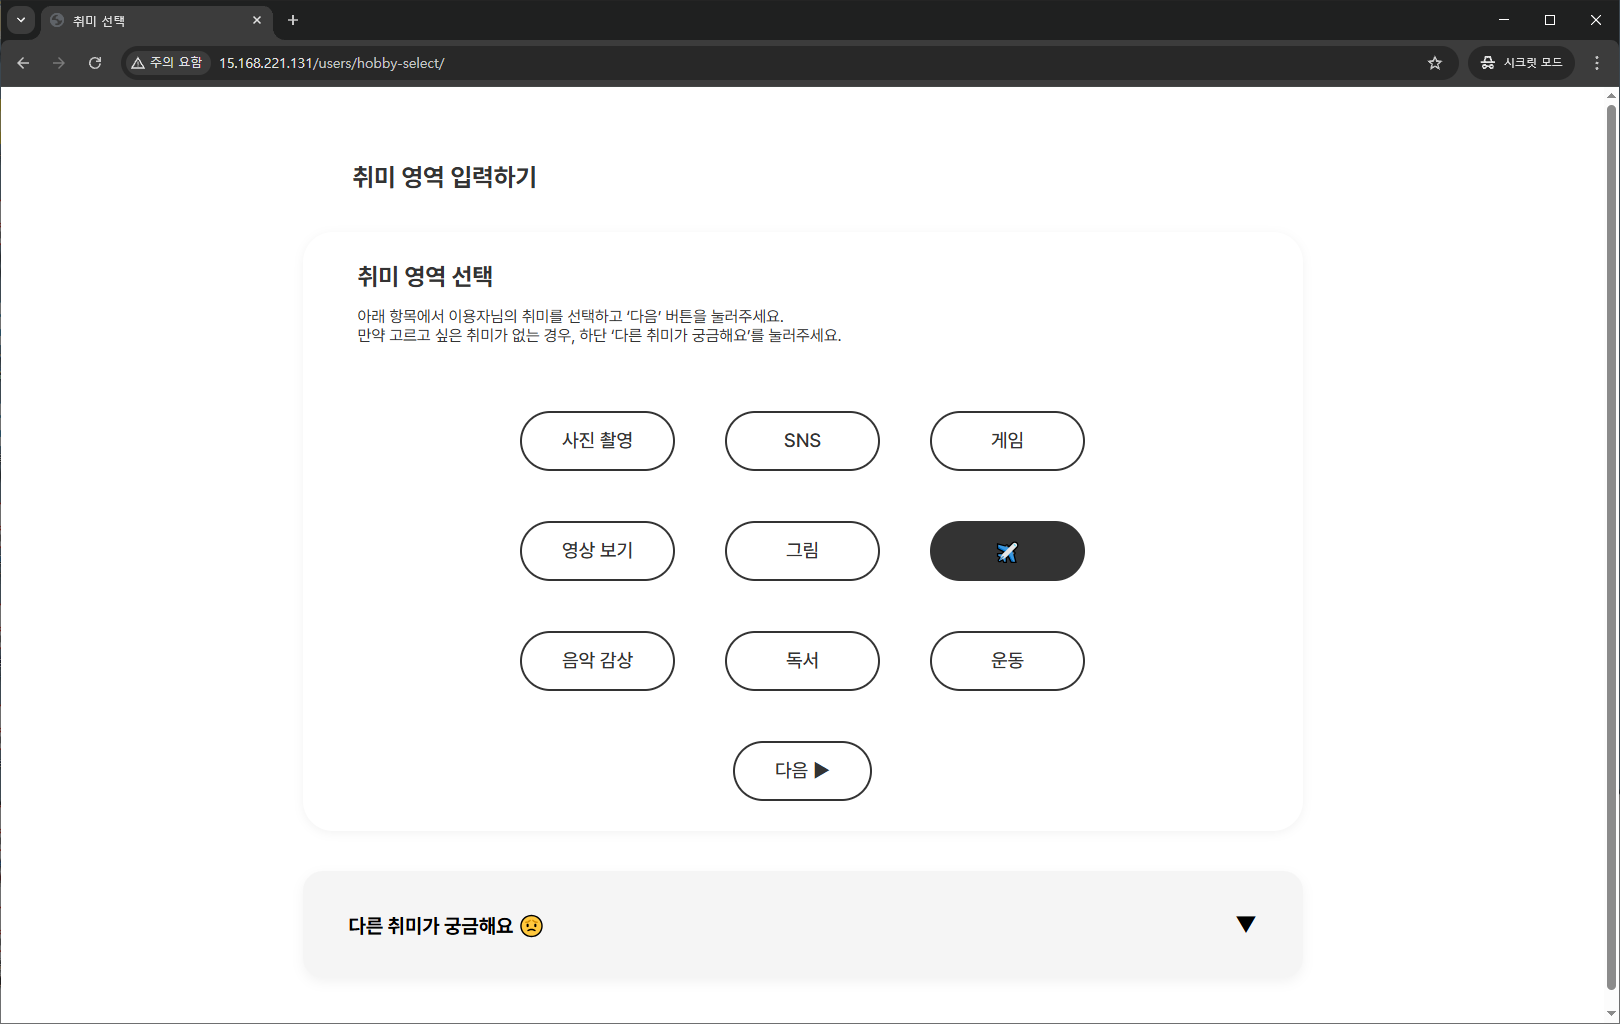 취미 선택
주의 요함
15.168.221.131/users/hobby-select/
시크릿 모드
취미 영역 입력하기
취미 영역 선택
아래 항목에서 이용자님의 취미를 선택하고 ‘다음’ 버튼을 눌러주세요.
만약 고르고 싶은 취미가 없는 경우, 하단 ‘다른 취미가 궁금해요’를 눌러주세요.
사진 촬영
SNS
게임
영상 보기
그림
✈️
음악 감상
독서
운동
다음 ▶
다른 취미가 궁금해요 😟
▼